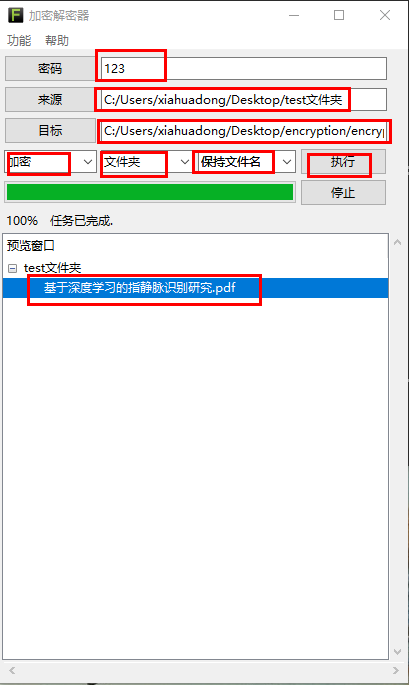 加密解密器
功能 帮助
密码 123
来源 C:/Users/xiahuadong/Desktop/test文件夹
目标 C:/Users/xiahuadong/Desktop/encryption/encryp
加密 文件夹 保持文件名 执行
停止
100% 任务已完成.
预览窗口
test文件夹
基于深度学习的指静脉识别研究.pdf